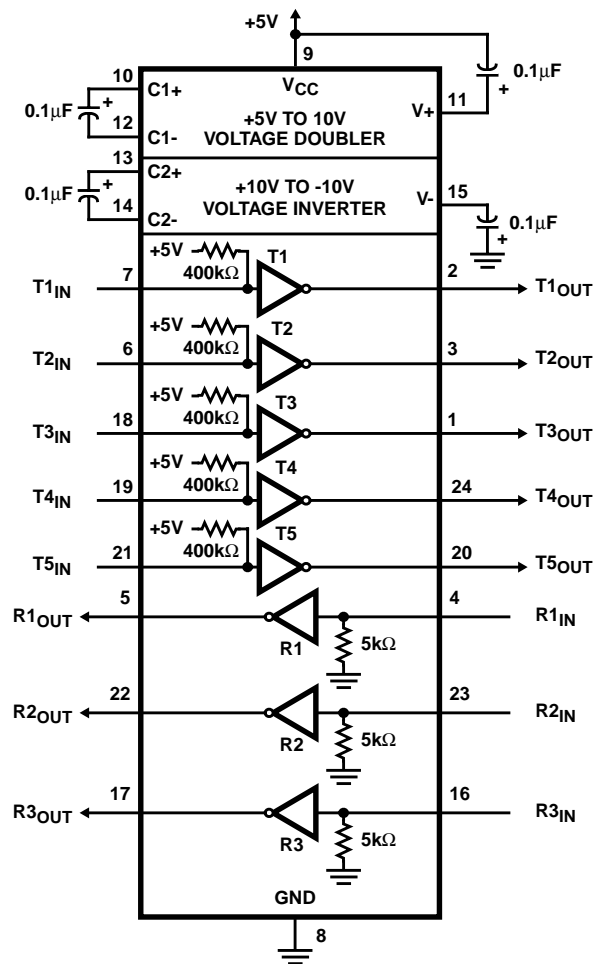 +5V
9
10
C1+
VCC
0.1µF
+
0.1µF
+
11
V+
12
C1-
+5V TO 10V
VOLTAGE DOUBLER
13
C2+
0.1µF
+
14
C2-
+10V TO -10V
VOLTAGE INVERTER
V-
15
0.1µF
+
+5V
400kΩ
T1
T1IN
7
2
T1OUT
+5V
400kΩ
T2
T2IN
6
3
T2OUT
+5V
400kΩ
T3
T3IN
18
1
T3OUT
+5V
400kΩ
T4
T4IN
19
24
T4OUT
+5V
400kΩ
T5
T5IN
21
20
T5OUT
R1OUT
5
4
R1IN
R1
5kΩ
R2OUT
22
23
R2IN
R2
5kΩ
R3OUT
17
16
R3IN
R3
5kΩ
GND
8